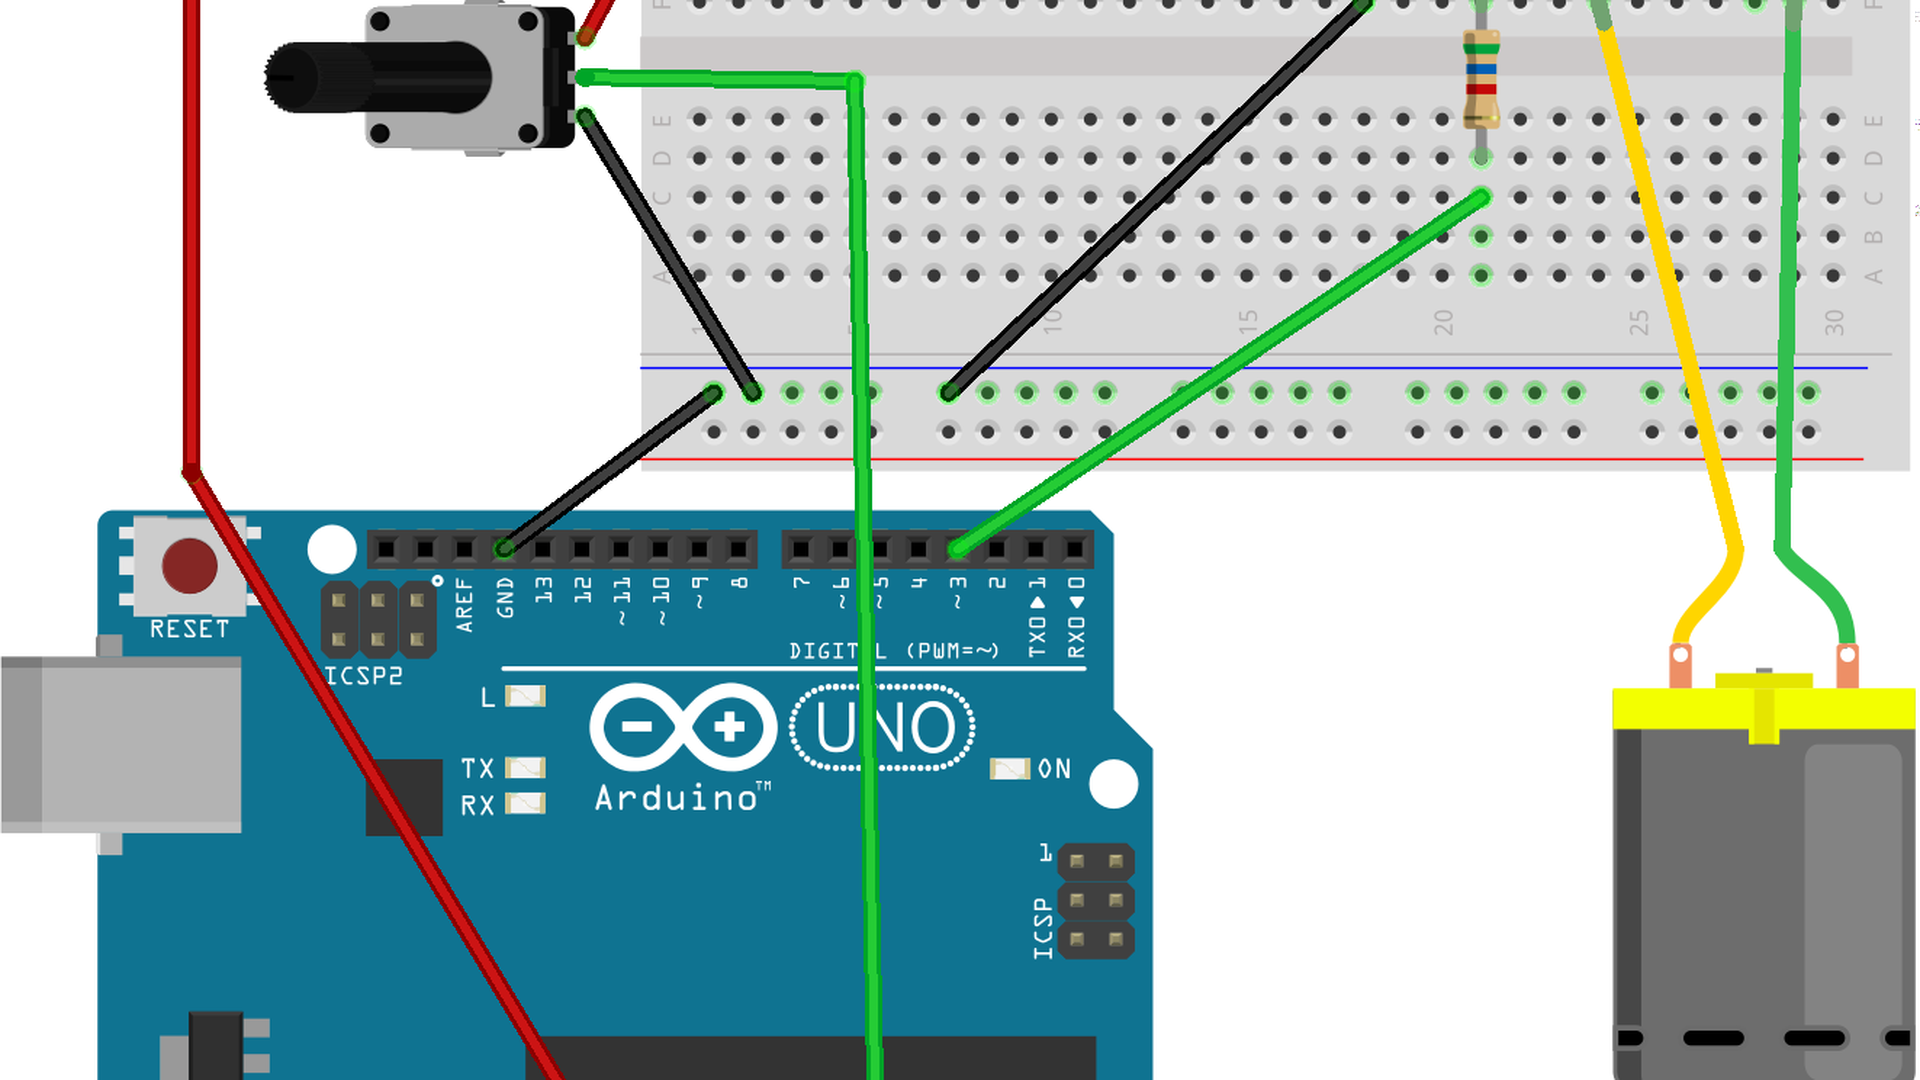 F F
E E
D D
C C
B B
A A
1 5 10 15 20 25 30
RESET
ICSP2
AREF
GND
13
12
~11
~10
~9
8
7
~6
~5
4
~3
2
TX0▶1
RX0◀0
DIGITAL (PWM=~)
L
TX
RX
UNO
ON
Arduino™
1
ICSP